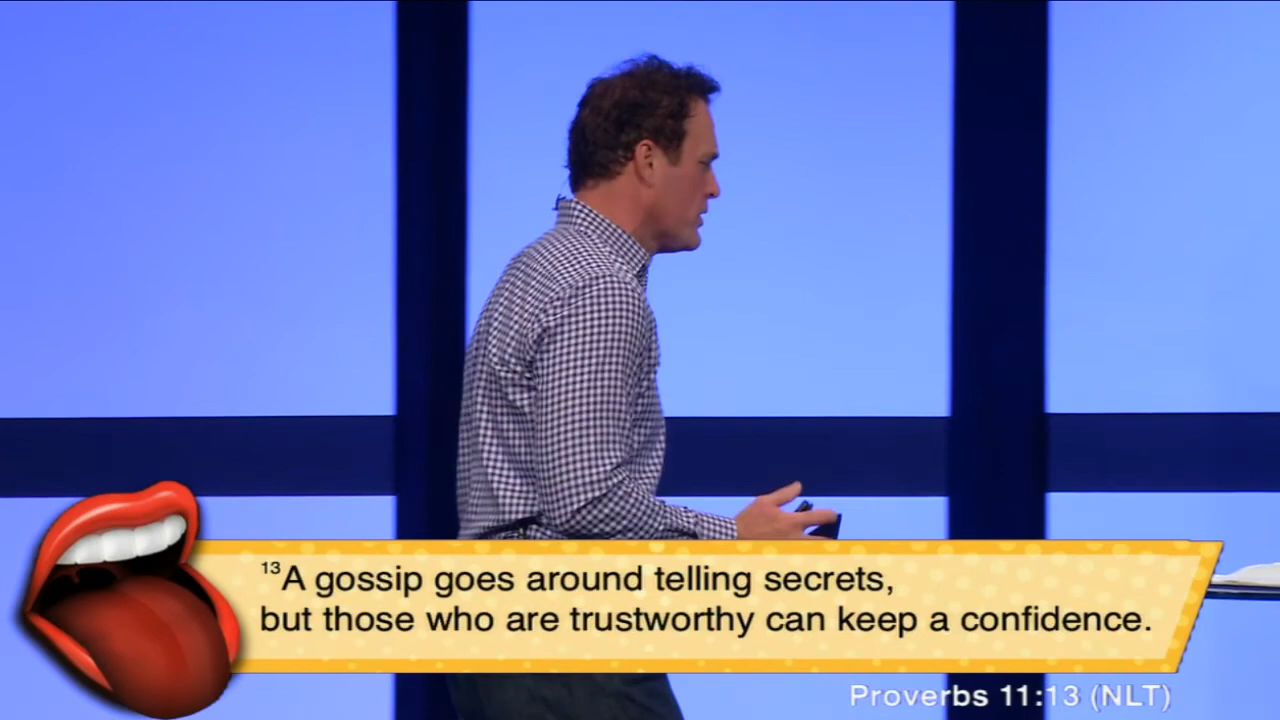 ¹³A gossip goes around telling secrets,
but those who are trustworthy can keep a confidence.
Proverbs 11:13 (NLT)